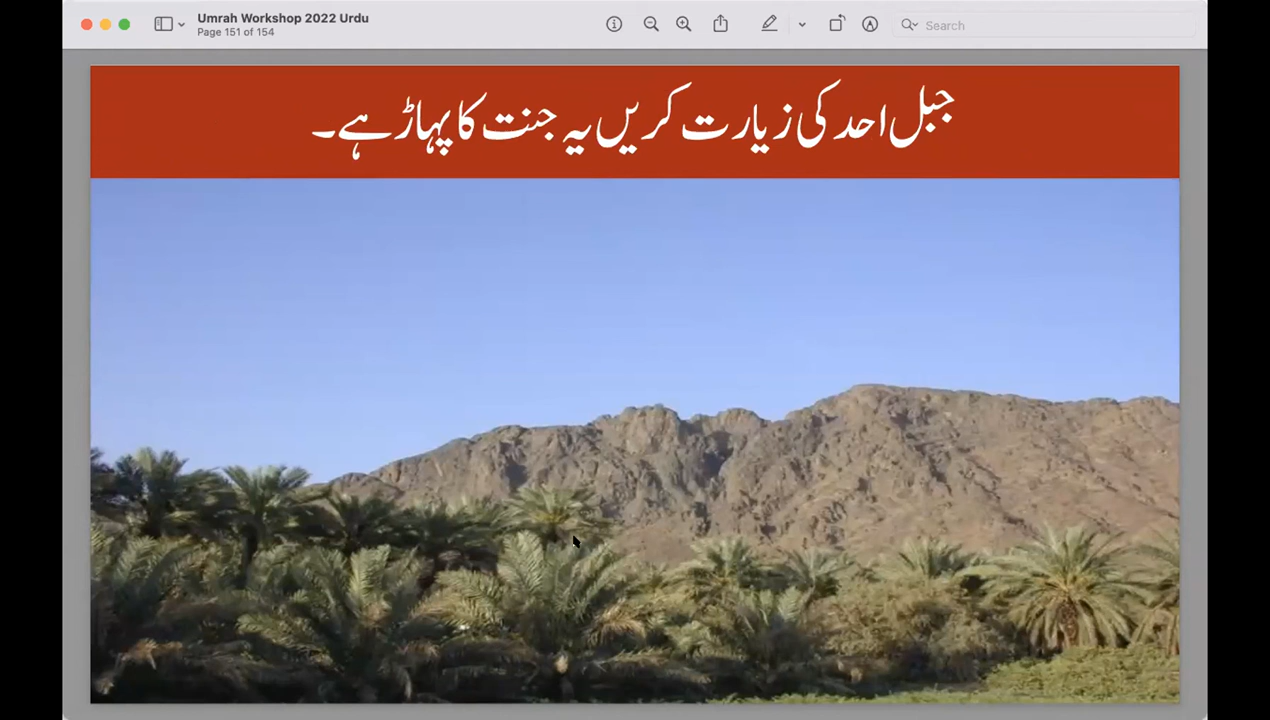 Umrah Workshop 2022 Urdu
Page 151 of 154
Search
جبل احد کی زیارت کریں یہ جنت کا پہاڑ ہے۔